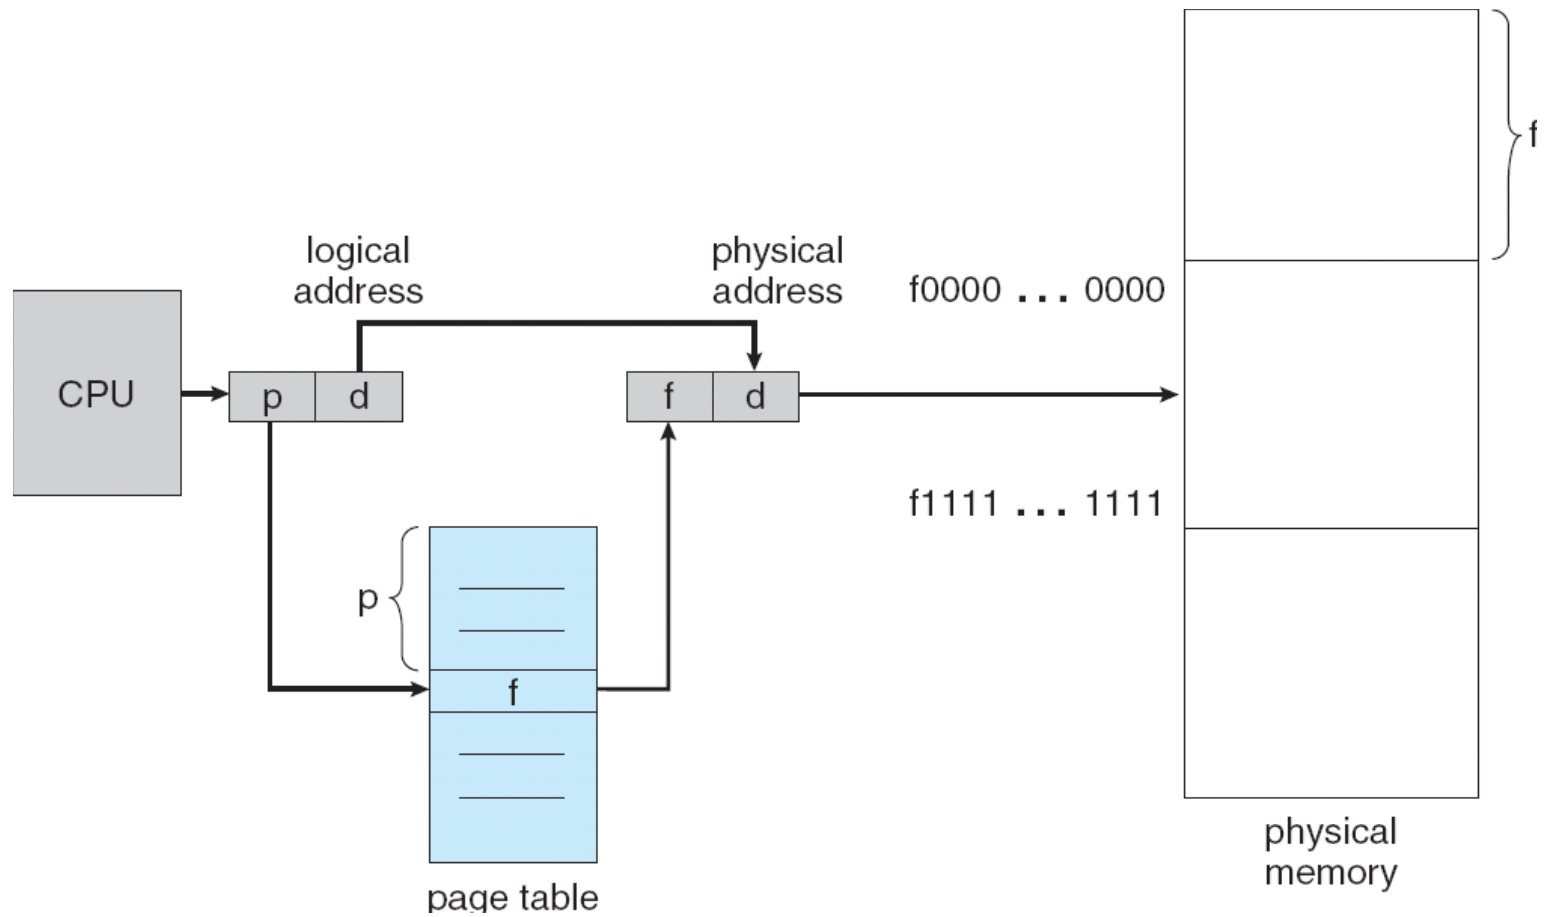 f
logical
address
physical
address
f0000 ... 0000
CPU
p
d
f
d
f1111 ... 1111
p
f
page table
physical
memory